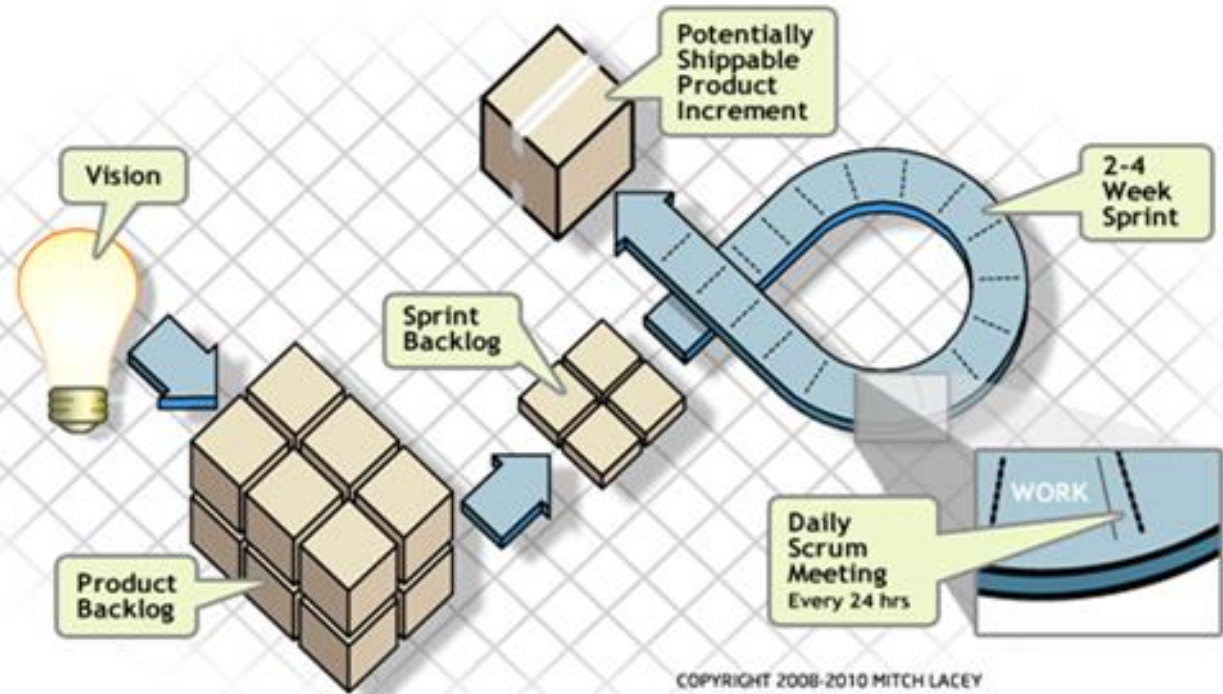 Vision
Potentially
Shippable
Product
Increment
2-4
Week
Sprint
Sprint
Backlog
Product
Backlog
WORK
Daily
Scrum
Meeting
Every 24 hrs
COPYRIGHT 2008-2010 MITCH LACEY